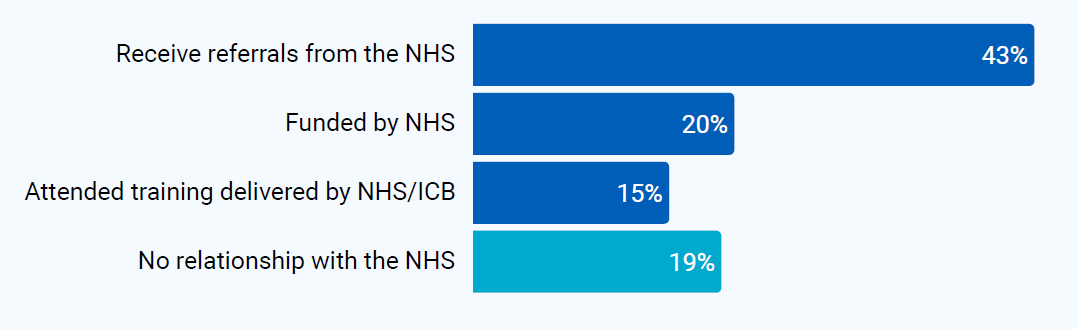 Receive referrals from the NHS 43%
Funded by NHS 20%
Attended training delivered by NHS/ICB 15%
No relationship with the NHS 19%